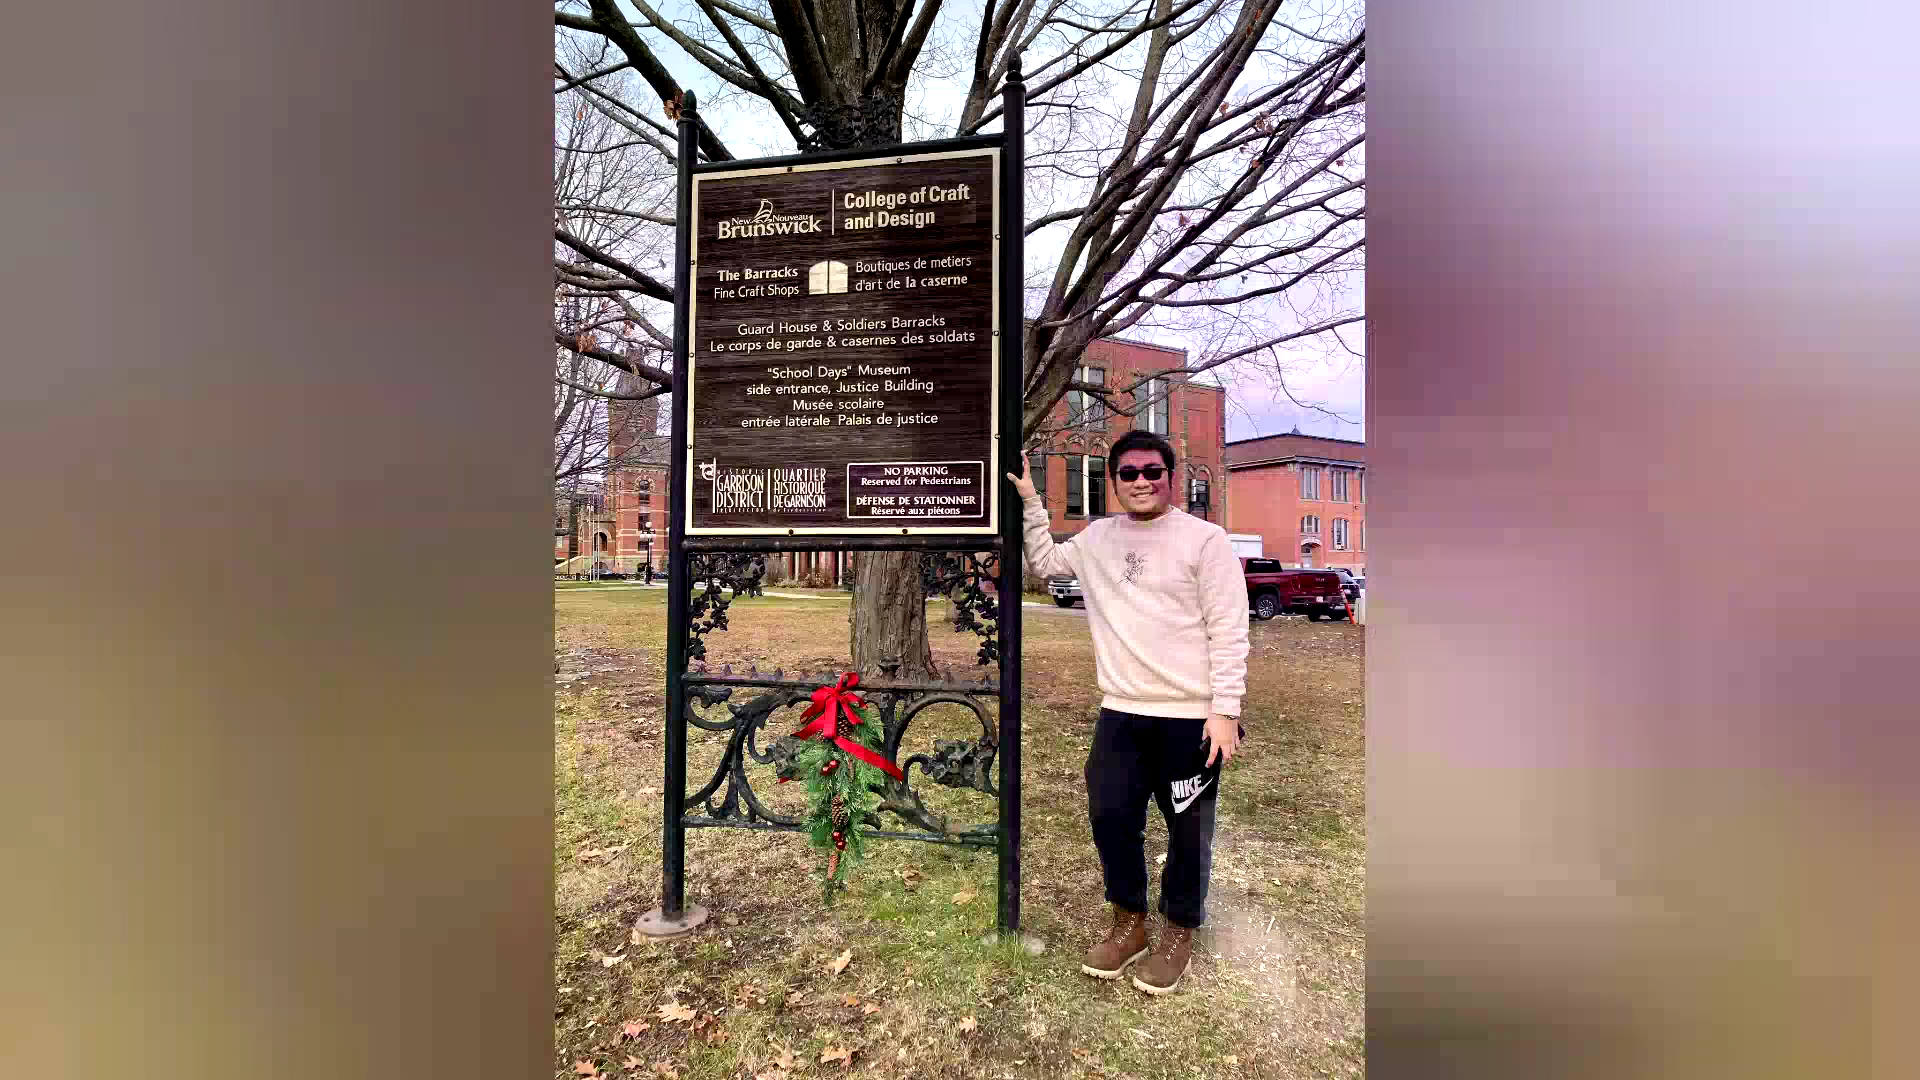 New Nouveau
Brunswick
College of Craft
and Design
The Barracks
Fine Craft Shops
Boutiques de metiers
d'art de la caserne
Guard House & Soldiers Barracks
Le corps de garde & casernes des soldats
"School Days" Museum
side entrance, Justice Building
Musée scolaire
entrée latérale Palais de justice
HISTORIC
GARRISON
DISTRICT
FREDERICTON
QUARTIER
HISTORIQUE
DE GARNISON
de Fredericton
NO PARKING
Reserved for Pedestrians
DÉFENSE DE STATIONNER
Réservé aux piétons
NIKE